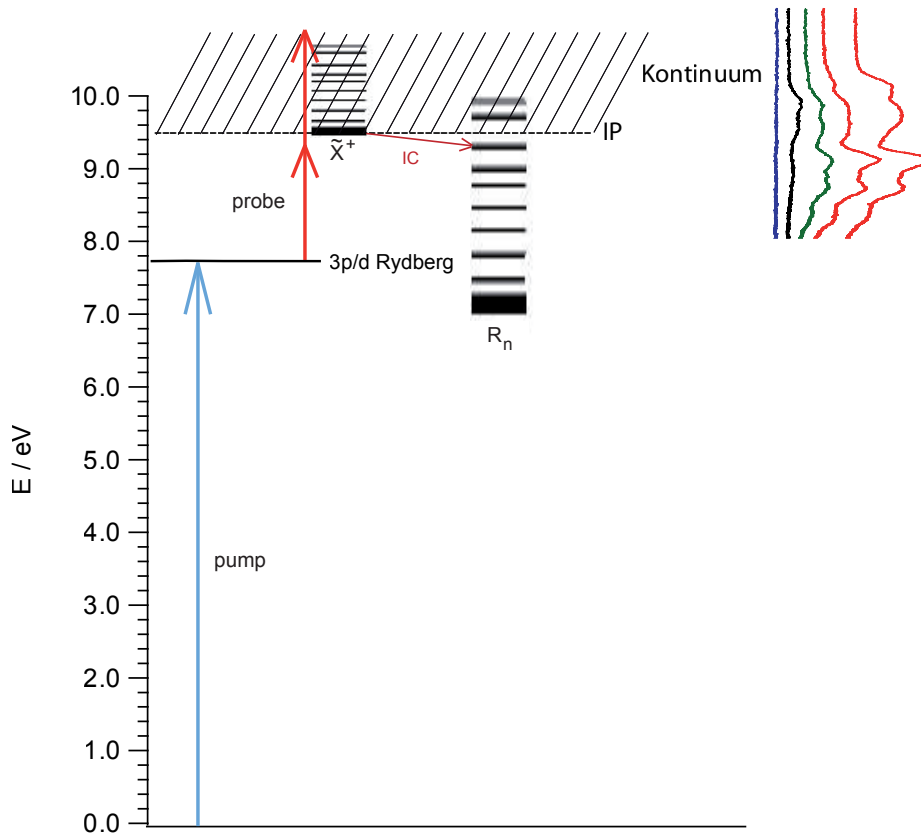 Kontinuum
10.0
IP
X̃⁺
IC
9.0
probe
8.0
3p/d Rydberg
7.0
Rₙ
6.0
5.0
E / eV
4.0
pump
3.0
2.0
1.0
0.0